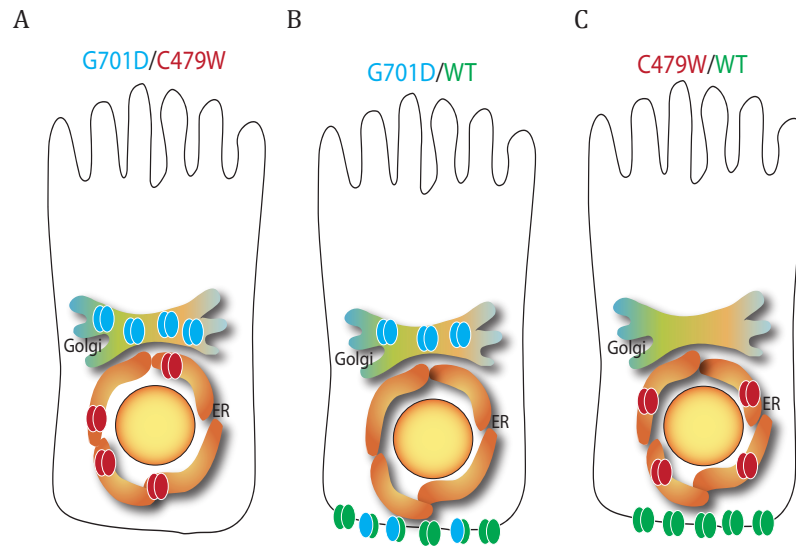 A
B
C
G701D/C479W
G701D/WT
C479W/WT
Golgi
ER
Golgi
ER
Golgi
ER